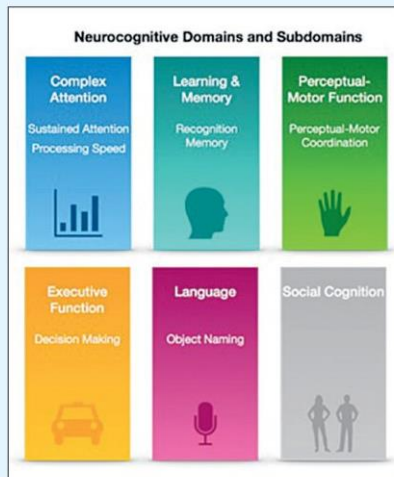 Neurocognitive Domains and Subdomains
Complex
Attention
Sustained Attention
Processing Speed
Learning &
Memory
Recognition
Memory
Perceptual-
Motor Function
Perceptual-Motor
Coordination
Executive
Function
Decision Making
Language
Object Naming
Social Cognition